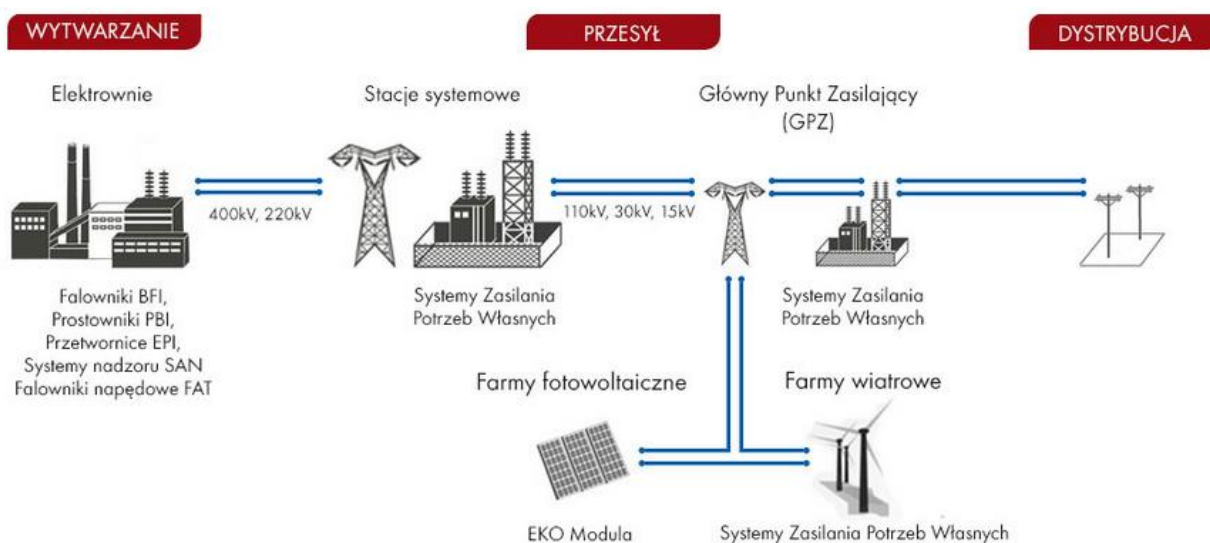 WYTWARZANIE
PRZESYŁ
DYSTRYBUCJA
Elektrownie
Stacje systemowe
Główny Punkt Zasilający
(GPZ)
400kV, 220kV
110kV, 30kV, 15kV
Falowniki BFI,
Prostowniki PBI,
Przetwornice EPI,
Systemy nadzoru SAN
Falowniki napędowe FAT
Systemy Zasilania
Potrzeb Własnych
Systemy Zasilania
Potrzeb Własnych
Farmy fotowoltaiczne
Farmy wiatrowe
EKO Modula
Systemy Zasilania Potrzeb Własnych